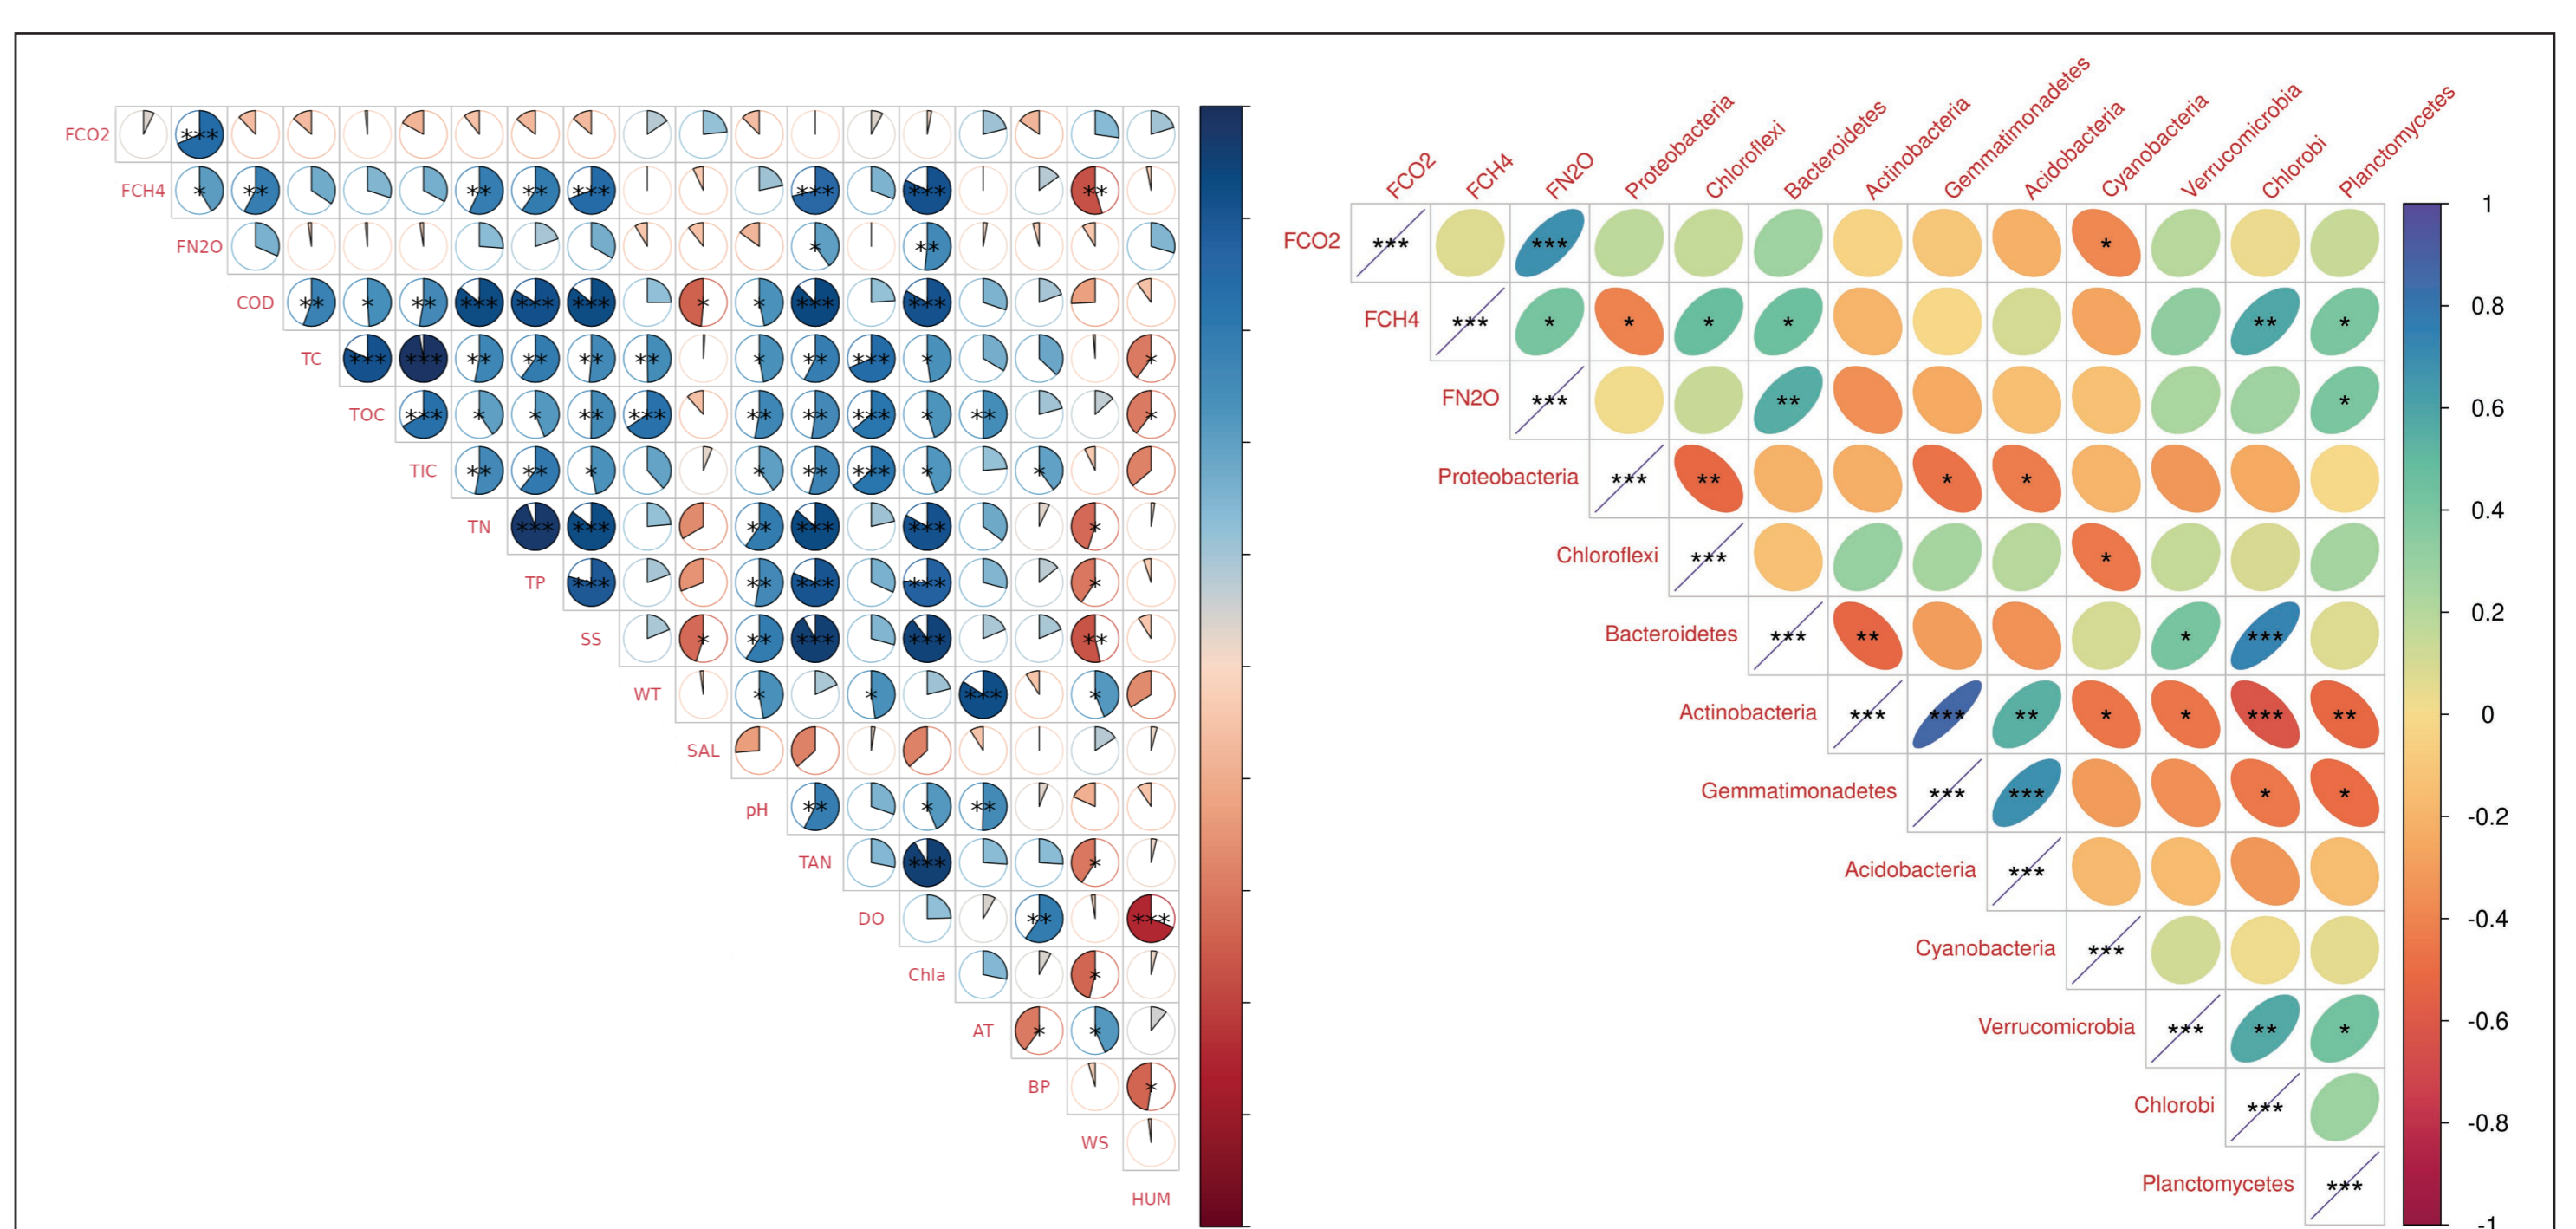 FCO2 ***
FCH4 * ** ** ** *** *** *** **
FN2O * **
COD ** * ** *** *** *** * * *** ***
TC *** *** ** ** ** ** * ** *** * *
TOC *** * * ** *** ** ** *** * ** *
TIC ** ** * * ** *** * *
TN *** *** ** *** *** *
TP *** ** *** *** *
SS * ** *** *** **
WT * * *** *
SAL
pH ** * **
TAN *** *
DO ** ***
Chla *
AT * *
BP *
WS
HUM
FCO2 FCH4 FN2O Proteobacteria Chloroflexi Bacteroidetes Actinobacteria Gemmatimonadetes Acidobacteria Cyanobacteria Verrucomicrobia Chlorobi Planctomycetes
FCO2 *** *** *
FCH4 *** * * * * ** *
FN2O *** ** *
Proteobacteria *** ** * *
Chloroflexi *** *
Bacteroidetes *** ** * ***
Actinobacteria *** *** ** * * *** **
Gemmatimonadetes *** *** * *
Acidobacteria ***
Cyanobacteria ***
Verrucomicrobia *** ** *
Chlorobi ***
Planctomycetes ***
1
0.8
0.6
0.4
0.2
0
-0.2
-0.4
-0.6
-0.8
-1